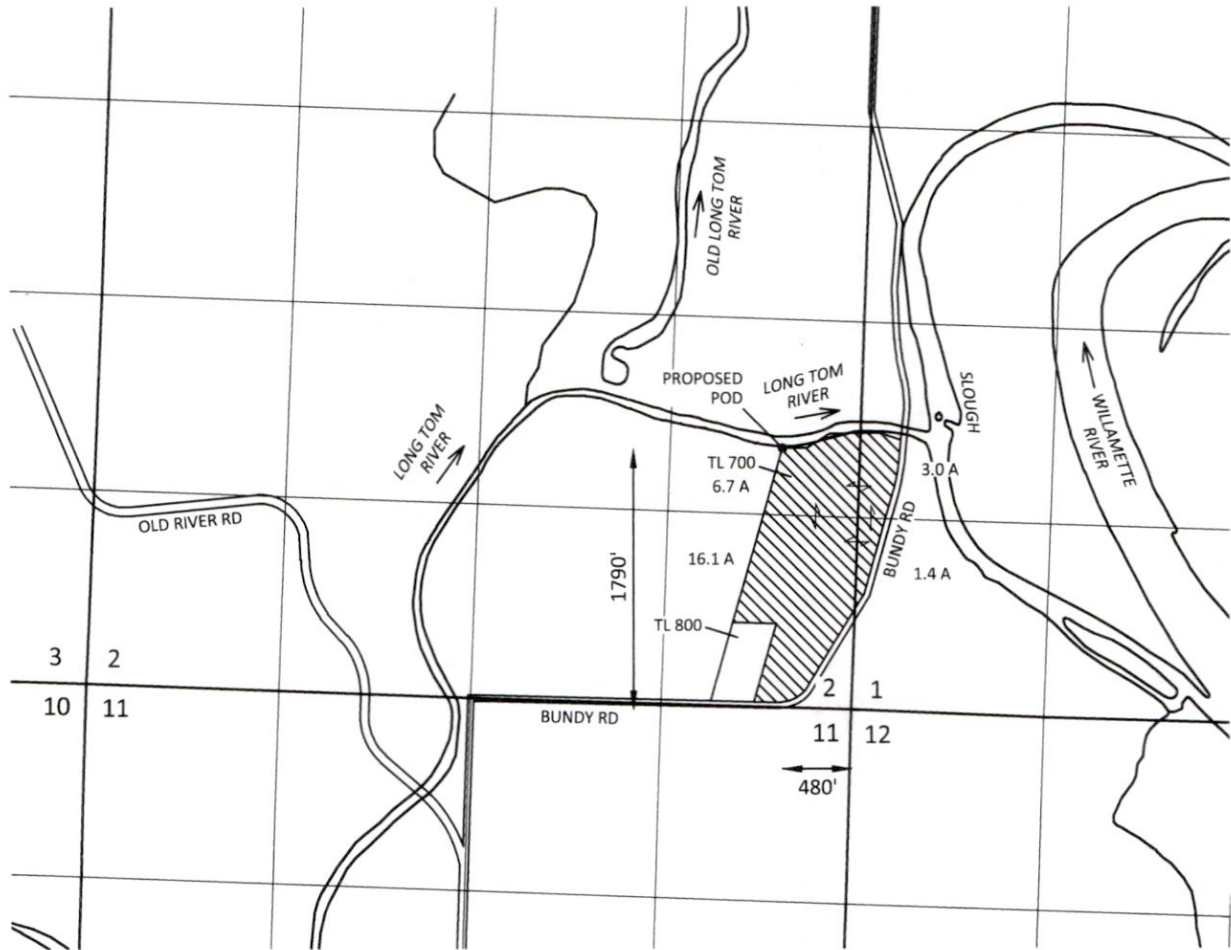 OLD LONG TOM
RIVER
PROPOSED
POD
LONG TOM
RIVER
SLOUGH
WILLAMETTE
RIVER
LONG TOM
RIVER
TL 700
6.7 A
3.0 A
OLD RIVER RD
1790'
16.1 A
BUNDY RD
1.4 A
TL 800
3 2
10 11
2 1
11 12
BUNDY RD
480'